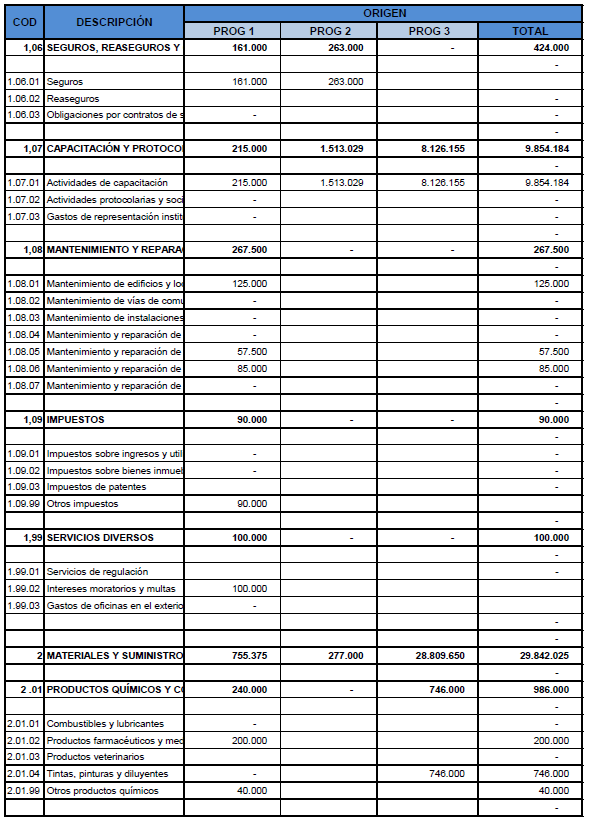 COD DESCRIPCIÓN ORIGEN
PROG 1 PROG 2 PROG 3 TOTAL
1,06 SEGUROS, REASEGUROS Y 161.000 263.000 - 424.000
-
1.06.01 Seguros 161.000 263.000
1.06.02 Reaseguros -
1.06.03 Obligaciones por contratos de s - -
-
1,07 CAPACITACIÓN Y PROTOCO 215.000 1.513.029 8.126.155 9.854.184
-
1.07.01 Actividades de capacitación 215.000 1.513.029 8.126.155 9.854.184
1.07.02 Actividades protocolarias y soci - -
1.07.03 Gastos de representación instit - -
-
1,08 MANTENIMIENTO Y REPARA 267.500 - - 267.500
-
1.08.01 Mantenimiento de edificios y lo 125.000 125.000
1.08.02 Mantenimiento de vías de comu - -
1.08.03 Mantenimiento de instalaciones - -
1.08.04 Mantenimiento y reparación de - -
1.08.05 Mantenimiento y reparación de 57.500 57.500
1.08.06 Mantenimiento y reparación de 85.000 85.000
1.08.07 Mantenimiento y reparación de - -
-
1,09 IMPUESTOS 90.000 - - 90.000
-
1.09.01 Impuestos sobre ingresos y util - -
1.09.02 Impuestos sobre bienes inmueb - -
1.09.03 Impuestos de patentes -
1.09.99 Otros impuestos 90.000
-
1,99 SERVICIOS DIVERSOS 100.000 - - 100.000
-
1.99.01 Servicios de regulación -
1.99.02 Intereses moratorios y multas 100.000
1.99.03 Gastos de oficinas en el exterio -
-
-
2 MATERIALES Y SUMINISTRO 755.375 277.000 28.809.650 29.842.025
-
2 .01 PRODUCTOS QUÍMICOS Y CO 240.000 - 746.000 986.000
-
2.01.01 Combustibles y lubricantes - -
2.01.02 Productos farmacéuticos y med 200.000 200.000
2.01.03 Productos veterinarios -
2.01.04 Tintas, pinturas y diluyentes - 746.000 746.000
2.01.99 Otros productos químicos 40.000 40.000
-